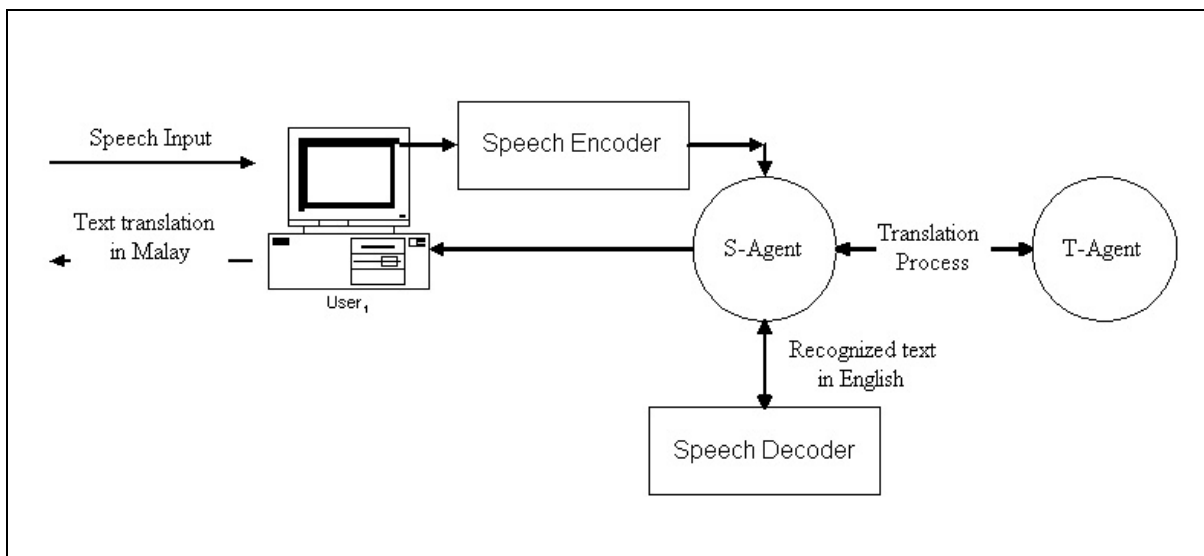 Speech Input
Text translation
in Malay
User1
Speech Encoder
S-Agent
Translation
Process
T-Agent
Recognized text
in English
Speech Decoder